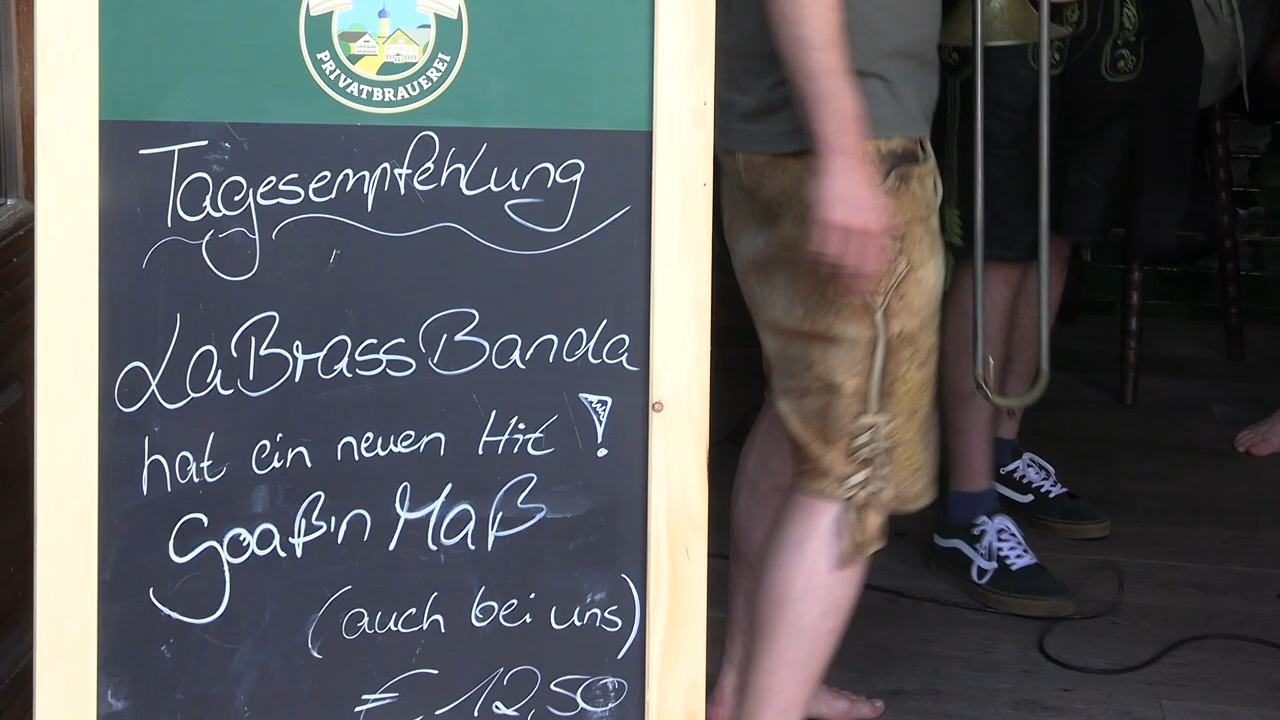 PRIVATBRAUEREI
Tagesempfehlung
LaBrassBanda
hat ein neuen Hit!
Goaßn Maß
(auch bei uns)
€ 12,50